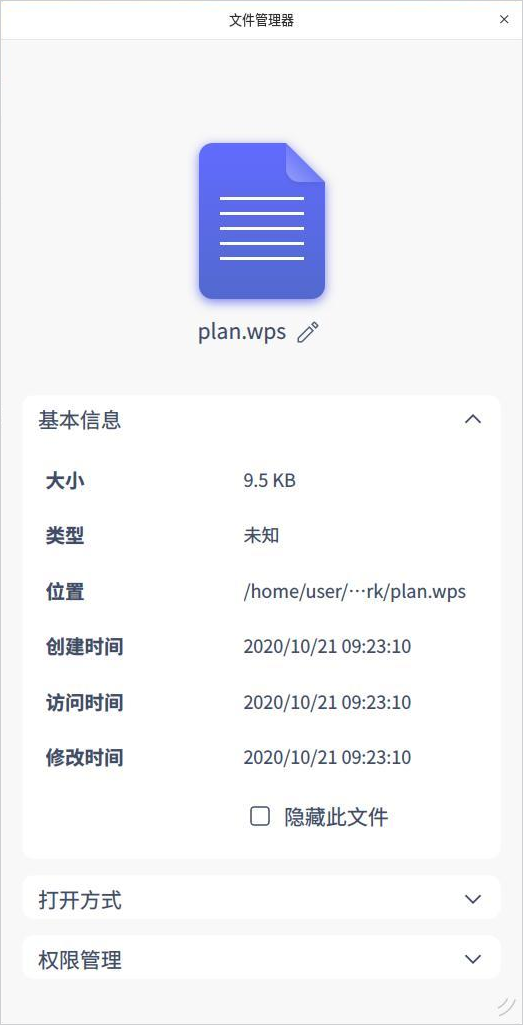 文件管理器
plan.wps
基本信息
大小 9.5 KB
类型 未知
位置 /home/user/···rk/plan.wps
创建时间 2020/10/21 09:23:10
访问时间 2020/10/21 09:23:10
修改时间 2020/10/21 09:23:10
隐藏此文件
打开方式
权限管理